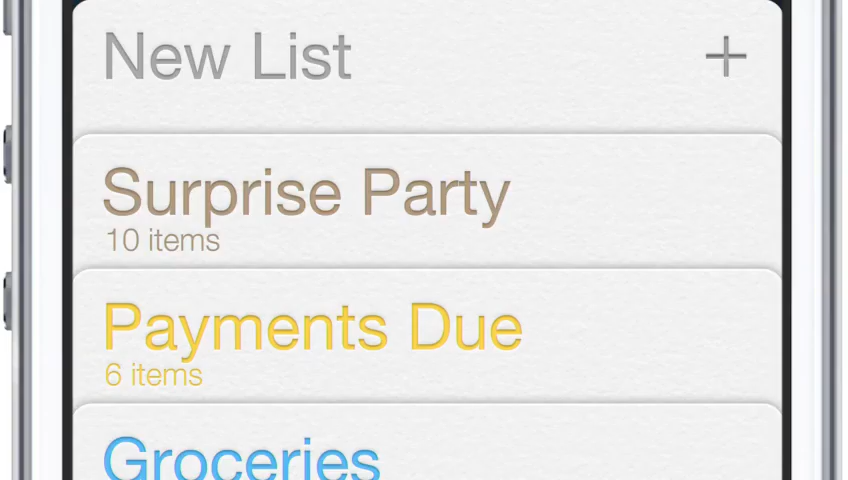 New List +
Surprise Party
10 items
Payments Due
6 items
Groceries